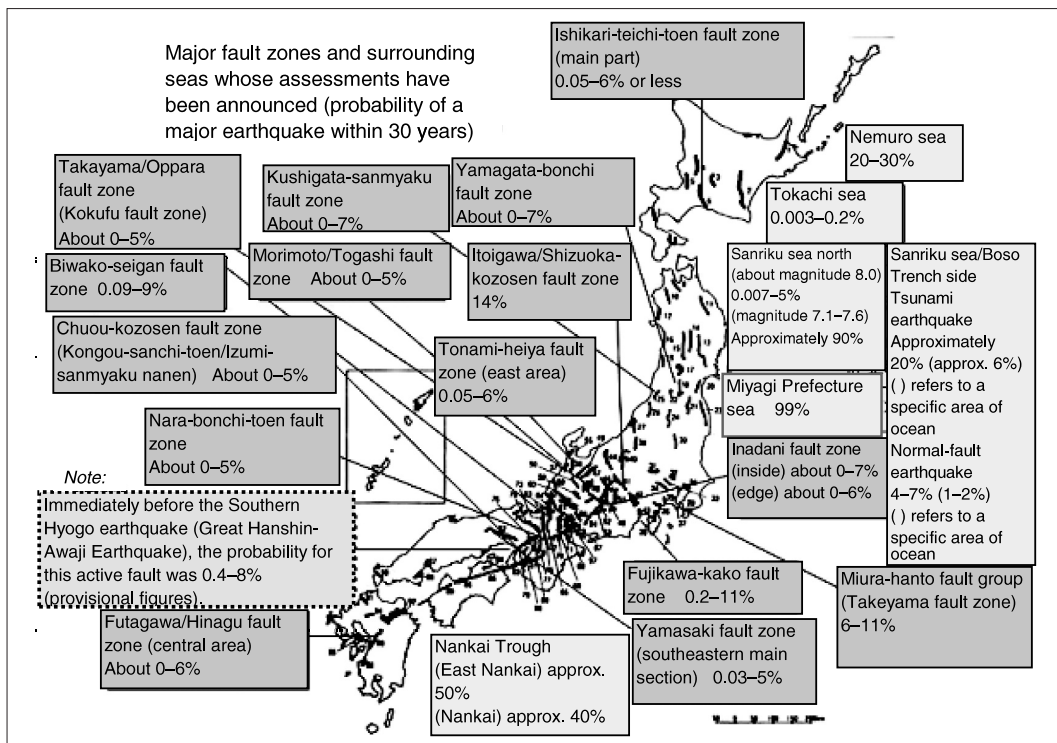 Major fault zones and surrounding
seas whose assessments have
been announced (probability of a
major earthquake within 30 years)
Ishikari-teichi-toen fault zone
(main part)
0.05–6% or less
Nemuro sea
20–30%
Tokachi sea
0.003–0.2%
Takayama/Oppara
fault zone
(Kokufu fault zone)
About 0–5%
Kushigata-sanmyaku
fault zone
About 0–7%
Yamagata-bonchi
fault zone
About 0–7%
Biwako-seigan fault
zone 0.09–9%
Morimoto/Togashi fault
zone About 0–5%
Itoigawa/Shizuoka-
kozosen fault zone
14%
Sanriku sea north
(about magnitude 8.0)
0.007–5%
(magnitude 7.1–7.6)
Approximately 90%
Sanriku sea/Boso
Trench side
Tsunami
earthquake
Approximately
20% (approx. 6%)
( ) refers to a
specific area of
ocean
Normal-fault
earthquake
4–7% (1–2%)
( ) refers to a
specific area of
ocean
Chuou-kozosen fault zone
(Kongou-sanchi-toen/Izumi-
sanmyaku nanen) About 0–5%
Tonami-heiya fault
zone (east area)
0.05–6%
Miyagi Prefecture
sea 99%
Nara-bonchi-toen fault
zone
About 0–5%
Inadani fault zone
(inside) about 0–7%
(edge) about 0–6%
Note:
Immediately before the Southern
Hyogo earthquake (Great Hanshin-
Awaji Earthquake), the probability for
this active fault was 0.4–8%
(provisional figures).
Fujikawa-kako fault
zone 0.2–11%
Miura-hanto fault group
(Takeyama fault zone)
6–11%
Futagawa/Hinagu fault
zone (central area)
About 0–6%
Nankai Trough
(East Nankai) approx.
50%
(Nankai) approx. 40%
Yamasaki fault zone
(southeastern main
section) 0.03–5%